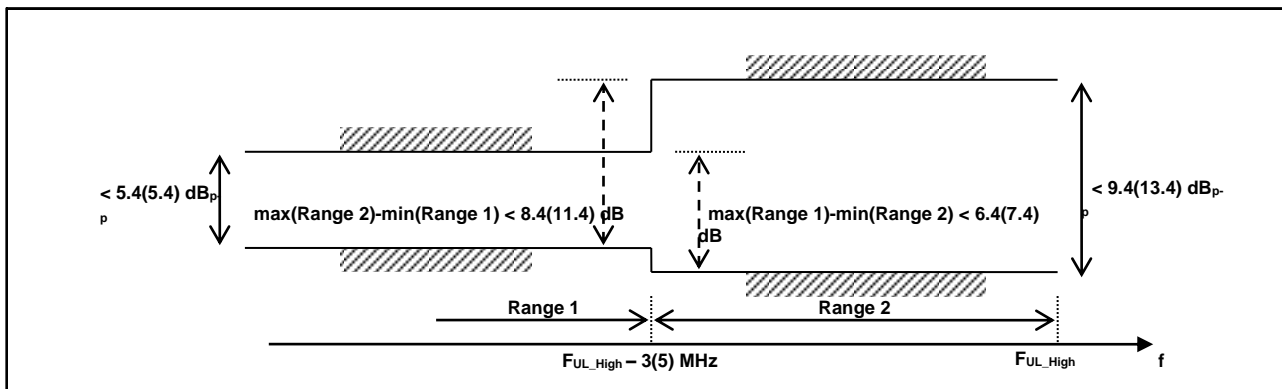 < 5.4(5.4) dBp-
p
max(Range 2)-min(Range 1) < 8.4(11.4) dB
max(Range 1)-min(Range 2) < 6.4(7.4)
dB
< 9.4(13.4) dBp-
p
Range 1
Range 2
FUL_High – 3(5) MHz
FUL_High
f